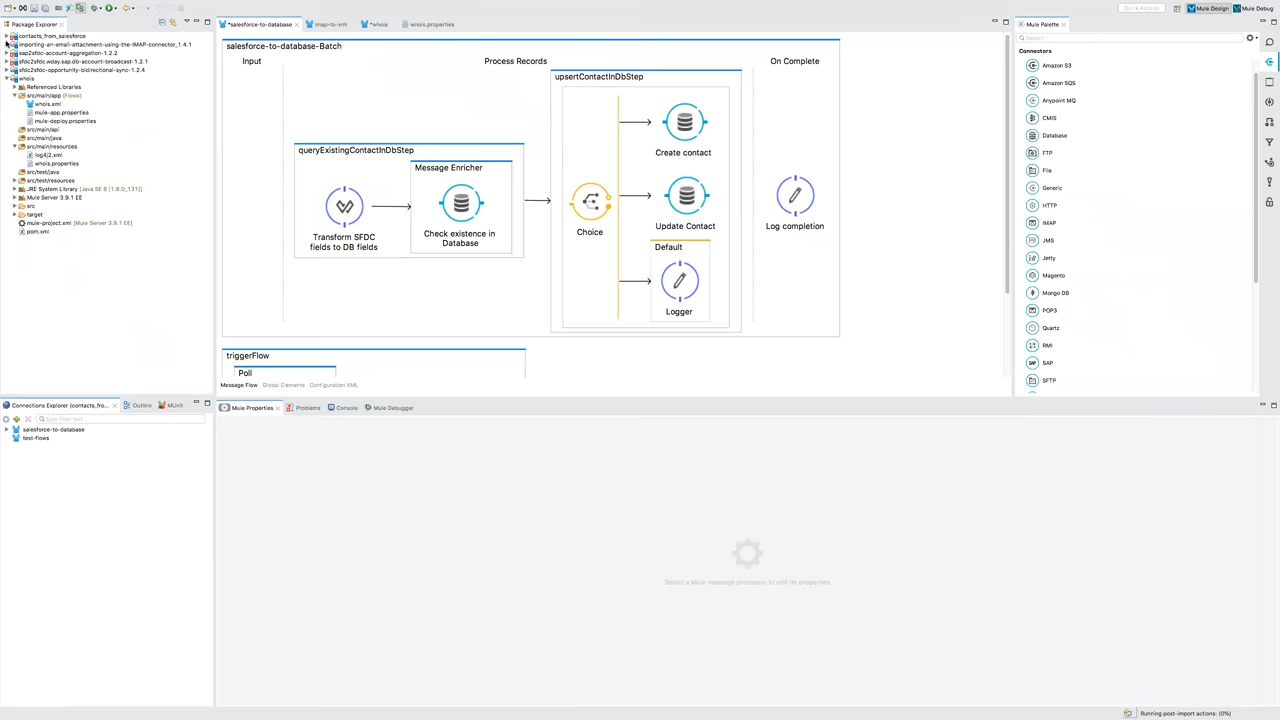 Quick Access
Mule Design
Mule Debug
Package Explorer
contacts_from_salesforce
importing-an-email-attachment-using-the-IMAP-connector_1.4.1
sap2sfdc-account-aggregation-1.2.2
sfdc2sfdc.wday.sap.db-account-broadcast-1.2.1
sfdc2sfdc-opportunity-bidirectional-sync-1.2.4
whois
Referenced Libraries
src/main/app (Flows)
whois.xml
mule-app.properties
mule-deploy.properties
src/main/api
src/main/java
src/main/resources
log4j2.xml
whois.properties
src/test/java
src/test/resources
JRE System Library [Java SE 8 [1.8.0_131]]
Mule Server 3.9.1 EE
src
target
mule-project.xml [Mule Server 3.9.1 EE]
pom.xml
*salesforce-to-database
imap-to-xml
*whois
whois.properties
salesforce-to-database-Batch
Input
Process Records
On Complete
queryExistingContactInDbStep
Message Enricher
Transform SFDC
fields to DB fields
Check existence in
Database
upsertContactInDbStep
Choice
Create contact
Update Contact
Default
Logger
Log completion
triggerFlow
Poll
Message Flow
Global Elements
Configuration XML
Mule Palette
Search
Connectors
Amazon S3
Amazon SQS
Anypoint MQ
CMIS
Database
FTP
File
Generic
HTTP
IMAP
JMS
Jetty
Magento
Mongo DB
POP3
Quartz
RMI
SAP
SFTP
Connections Explorer (contacts_fro...
Outline
MUnit
type filter text
salesforce-to-database
test-flows
Mule Properties
Problems
Console
Mule Debugger
Select a Mule message processor to edit its properties
Running post-import actions: (0%)